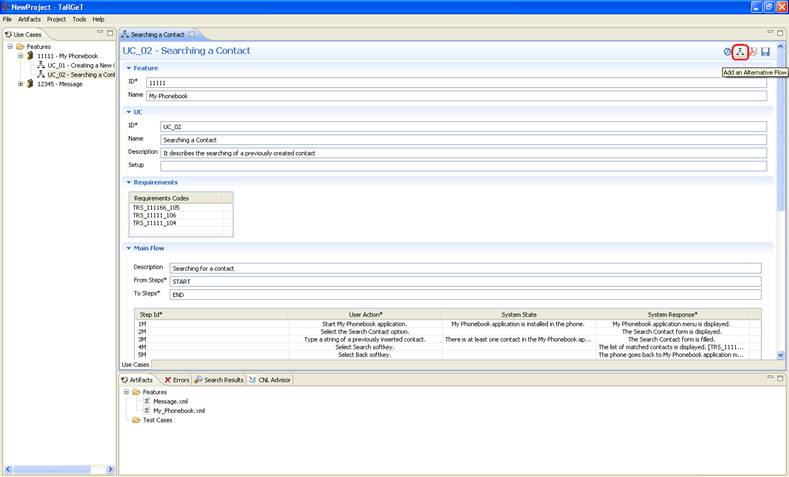 NewProject - TaRGeT
File Artifacts Project Tools Help
Use Cases
Features
11111 - My Phonebook
UC_01 - Creating a New C
UC_02 - Searching a Cont
12345 - Message
Searching a Contact
UC_02 - Searching a Contact
Add an Alternative Flow
Feature
ID* 11111
Name My Phonebook
UC
ID* UC_02
Name Searching a Contact
Description It describes the searching of a previously created contact
Setup
Requirements
Requirements Codes
TRS_111166_105
TRS_11111_106
TRS_11111_104
Main Flow
Description Searching for a contact
From Steps* START
To Steps* END
Step Id* User Action* System State System Response*
1M Start My Phonebook application. My Phonebook application is installed in the phone. My Phonebook application menu is displayed.
2M Select the Search Contact option. The Search Contact form is displayed.
3M Type a string of a previously inserted contact. There is at least one contact in the My Phonebook ap... The Search Contact form is filled.
4M Select Search softkey. The list of matched contacts is displayed. [TRS_1111...
5M Select Back softkey. The phone goes back to My Phonebook application m...
Use Cases
Artifacts Errors Search Results CNL Advisor
Features
Message.xml
My_Phonebook.xml
Test Cases